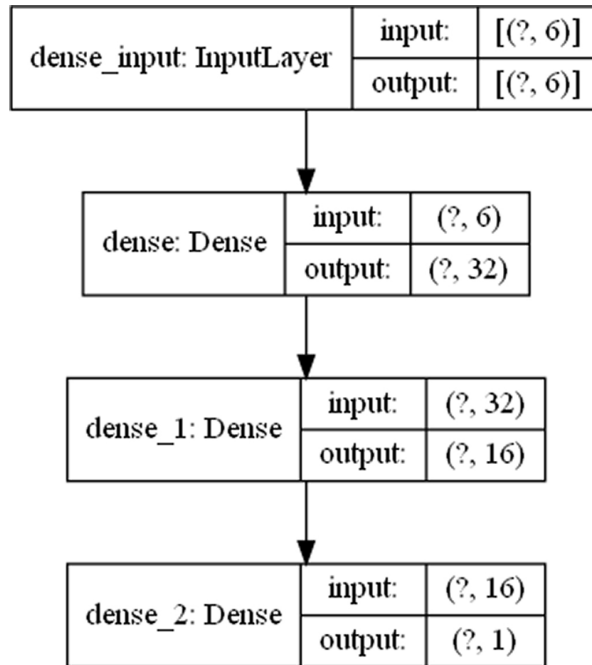 dense_input: InputLayer
input: [(?, 6)]
output: [(?, 6)]
dense: Dense
input: (?, 6)
output: (?, 32)
dense_1: Dense
input: (?, 32)
output: (?, 16)
dense_2: Dense
input: (?, 16)
output: (?, 1)